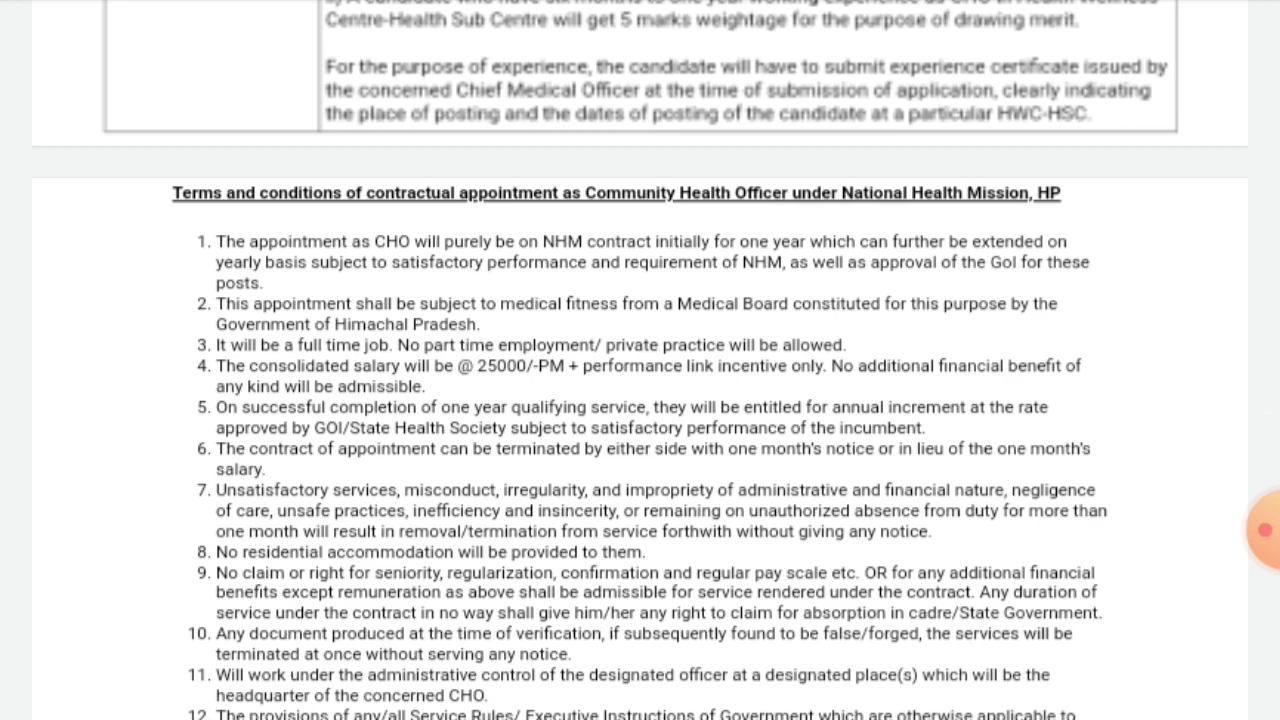 Centre-Health Sub Centre will get 5 marks weightage for the purpose of drawing merit.
For the purpose of experience, the candidate will have to submit experience certificate issued by
the concerned Chief Medical Officer at the time of submission of application, clearly indicating
the place of posting and the dates of posting of the candidate at a particular HWC-HSC.
Terms and conditions of contractual appointment as Community Health Officer under National Health Mission, HP
1. The appointment as CHO will purely be on NHM contract initially for one year which can further be extended on
yearly basis subject to satisfactory performance and requirement of NHM, as well as approval of the GoI for these
posts.
2. This appointment shall be subject to medical fitness from a Medical Board constituted for this purpose by the
Government of Himachal Pradesh.
3. It will be a full time job. No part time employment/ private practice will be allowed.
4. The consolidated salary will be @ 25000/-PM + performance link incentive only. No additional financial benefit of
any kind will be admissible.
5. On successful completion of one year qualifying service, they will be entitled for annual increment at the rate
approved by GOI/State Health Society subject to satisfactory performance of the incumbent.
6. The contract of appointment can be terminated by either side with one month's notice or in lieu of the one month's
salary.
7. Unsatisfactory services, misconduct, irregularity, and impropriety of administrative and financial nature, negligence
of care, unsafe practices, inefficiency and insincerity, or remaining on unauthorized absence from duty for more than
one month will result in removal/termination from service forthwith without giving any notice.
8. No residential accommodation will be provided to them.
9. No claim or right for seniority, regularization, confirmation and regular pay scale etc. OR for any additional financial
benefits except remuneration as above shall be admissible for service rendered under the contract. Any duration of
service under the contract in no way shall give him/her any right to claim for absorption in cadre/State Government.
10. Any document produced at the time of verification, if subsequently found to be false/forged, the services will be
terminated at once without serving any notice.
11. Will work under the administrative control of the designated officer at a designated place(s) which will be the
headquarter of the concerned CHO.
12. The provisions of any/all Service Rules/ Executive Instructions of Government which are otherwise applicable to